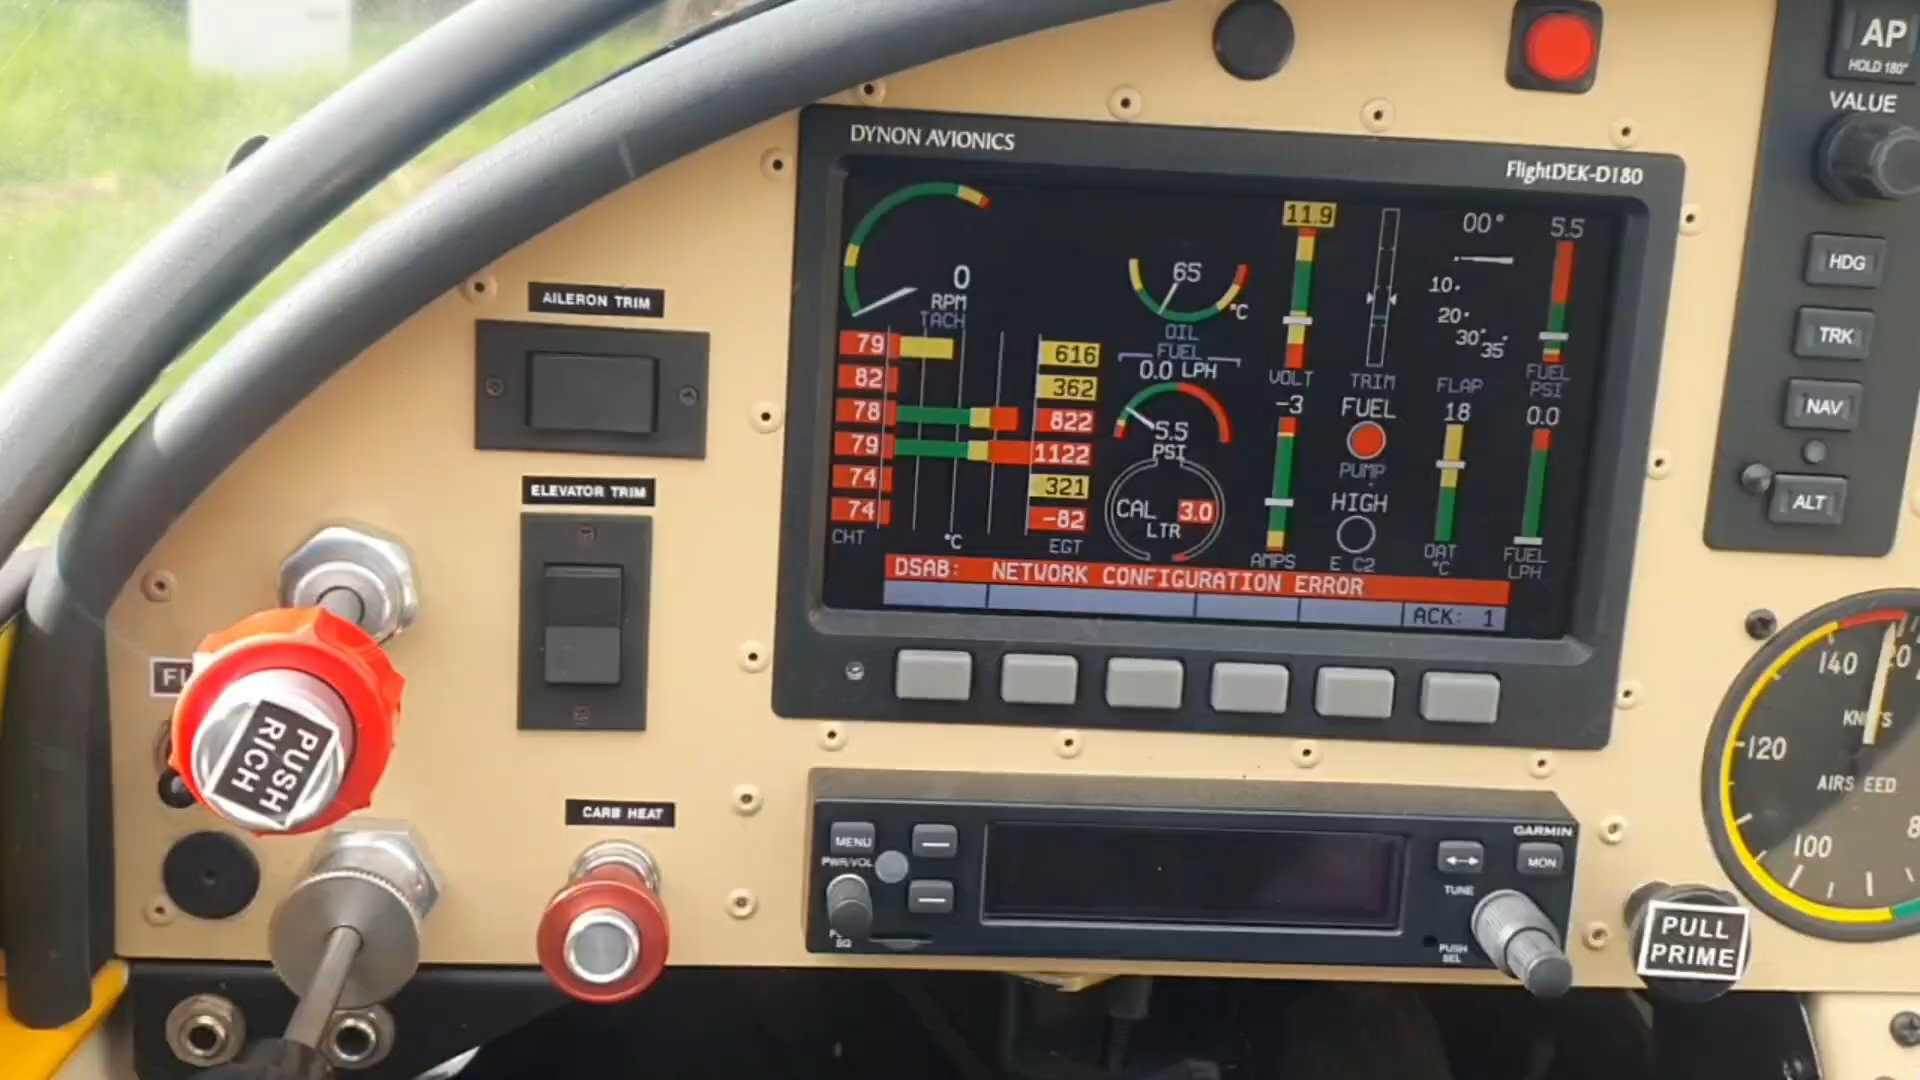 AP
HOLD 180°
VALUE
DYNON AVIONICS
FlightDEK-D180
HDG
TRK
NAV
ALT
AILERON TRIM
ELEVATOR TRIM
0
RPM
TACH
65
°C
OIL
FUEL
0.0 LPH
5.5
PSI
CAL
3.0
LTR
79
82
78
79
74
74
CHT
°C
616
362
822
1122
321
-82
EGT
11.9
VOLT
-3
AMPS
TRIM
FUEL
PUMP
HIGH
E C2
00°
10.
20°
30°
35°
FLAP
18
OAT
°C
5.5
FUEL
PSI
0.0
FUEL
LPH
DSAB: NETWORK CONFIGURATION ERROR
ACK: 1
PUSH
RICH
CARB HEAT
MENU
PWR/VOL
SQ
GARMIN
MON
TUNE
PUSH
SEL
140
120
100
KNOTS
PULL
PRIME